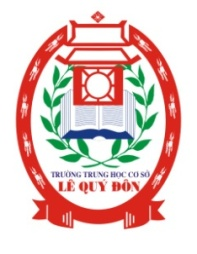 TRƯỜNG TRUNG HỌC CƠ SỞ
LÊ QUÝ ĐÔN